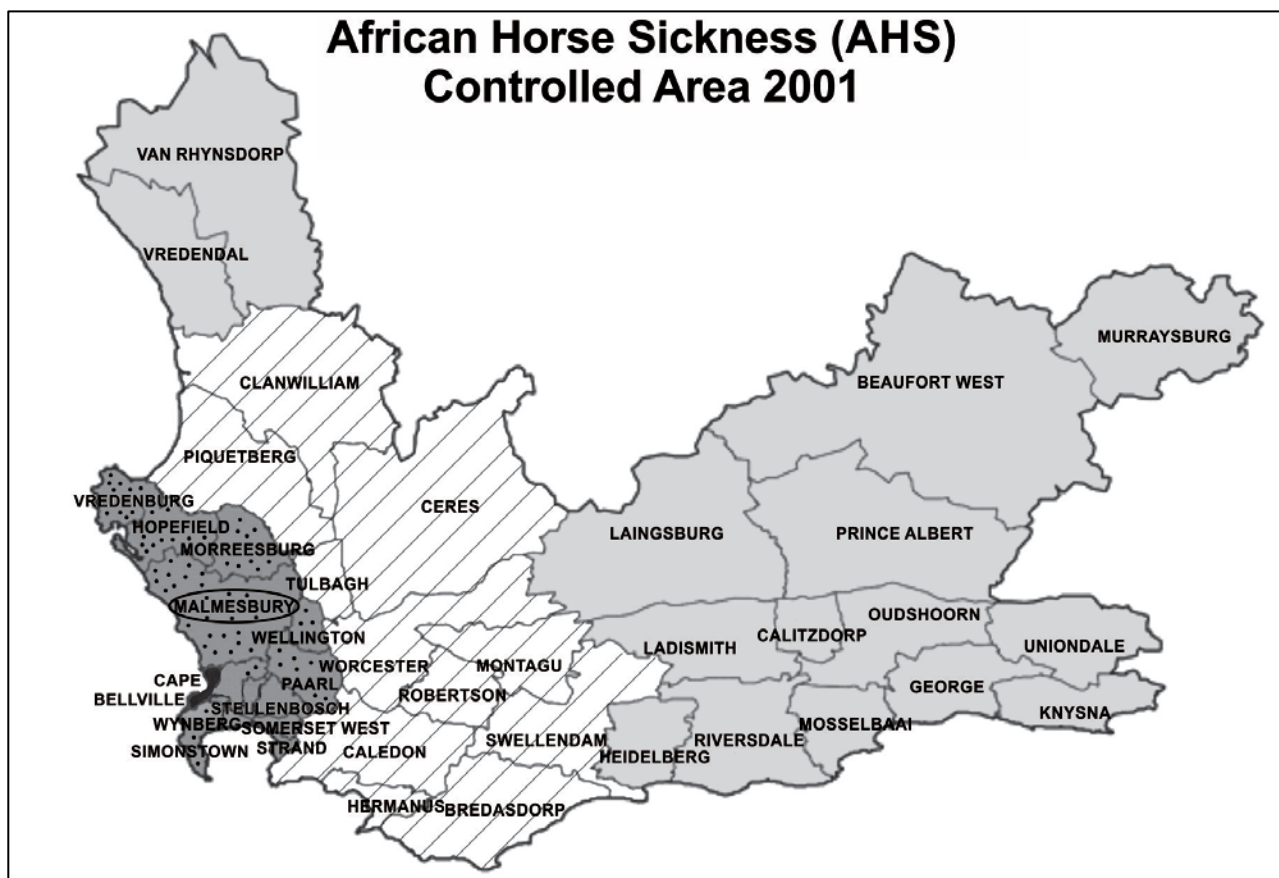 African Horse Sickness (AHS)
Controlled Area 2001
VAN RHYNSDORP
VREDENDAL
MURRAYSBURG
CLANWILLIAM
BEAUFORT WEST
PIQUETBERG
VREDENBURG
CERES
HOPEFIELD
LAINGSBURG
PRINCE ALBERT
MORREESBURG
TULBAGH
MALMESBURY
OUDSHOORN
WELLINGTON
LADISMITH
CALITZDORP
UNIONDALE
WORCESTER
MONTAGU
CAPE
PAARL
ROBERTSON
GEORGE
BELLVILLE
STELLENBOSCH
KNYSNA
WYNBERG
SOMERSET WEST
MOSSELBAAI
SIMONSTOWN
STRAND
CALEDON
SWELLENDAM
RIVERSDALE
HEIDELBERG
HERMANUS
BREDASDORP